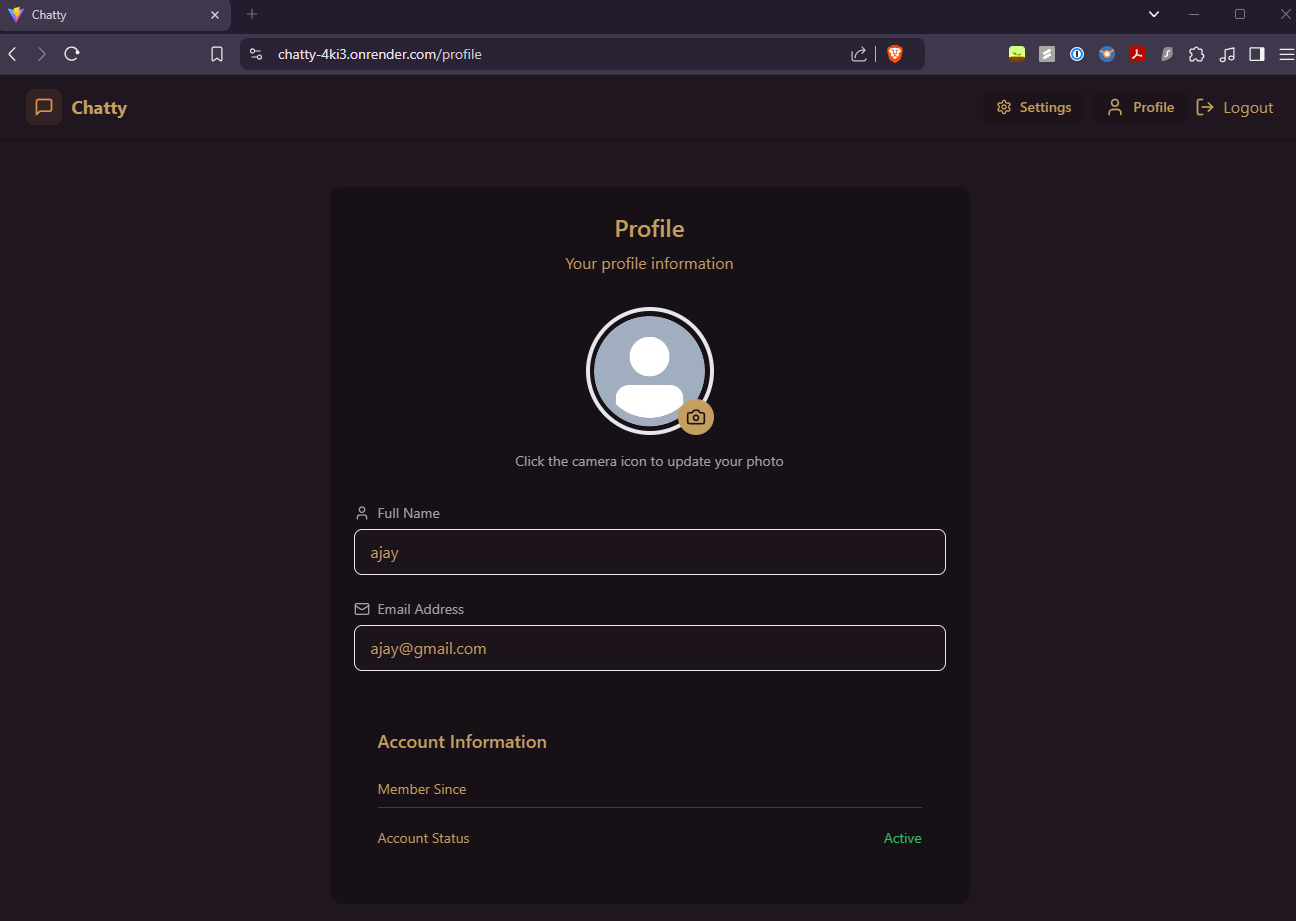 Chatty
chatty-4ki3.onrender.com/profile
Chatty
Settings
Profile
Logout
Profile
Your profile information
Click the camera icon to update your photo
Full Name
ajay
Email Address
ajay@gmail.com
Account Information
Member Since
Account Status
Active